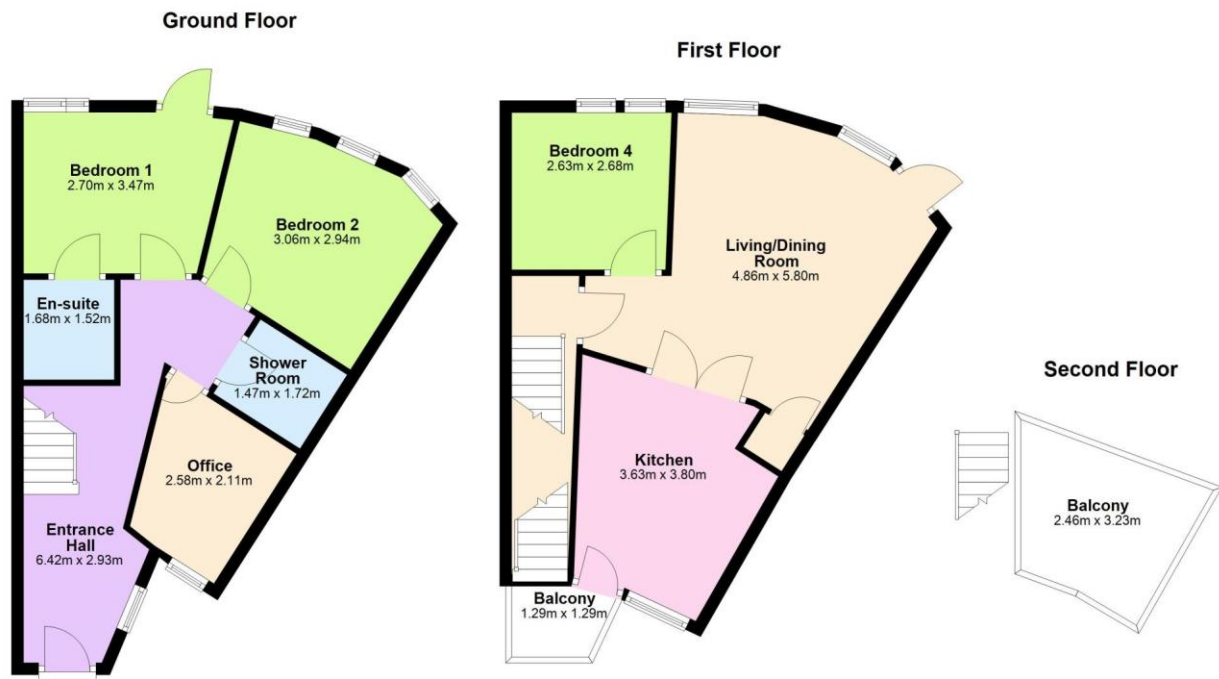 Ground Floor
Bedroom 1
2.70m x 3.47m
Bedroom 2
3.06m x 2.94m
En-suite
1.68m x 1.52m
Shower
Room
1.47m x 1.72m
Office
2.58m x 2.11m
Entrance
Hall
6.42m x 2.93m
First Floor
Bedroom 4
2.63m x 2.68m
Living/Dining
Room
4.86m x 5.80m
Kitchen
3.63m x 3.80m
Balcony
1.29m x 1.29m
Second Floor
Balcony
2.46m x 3.23m